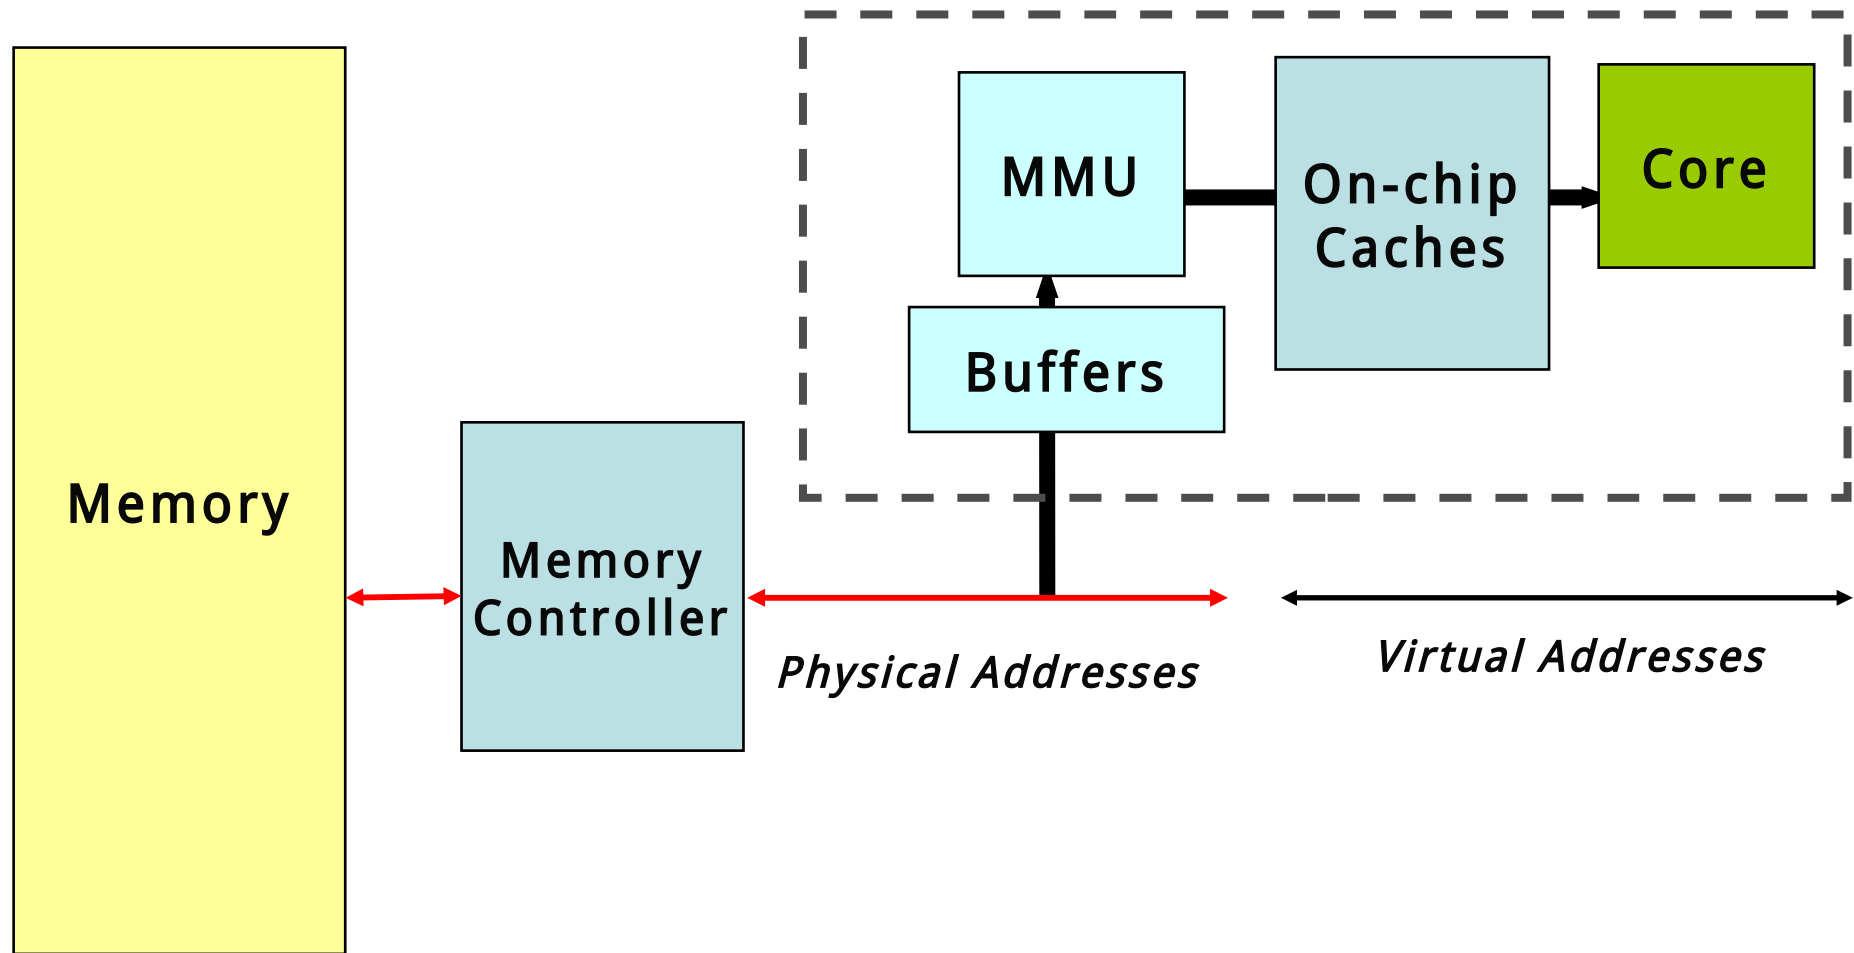 Memory
Memory
Controller
MMU
Buffers
On-chip
Caches
Core
Physical Addresses
Virtual Addresses